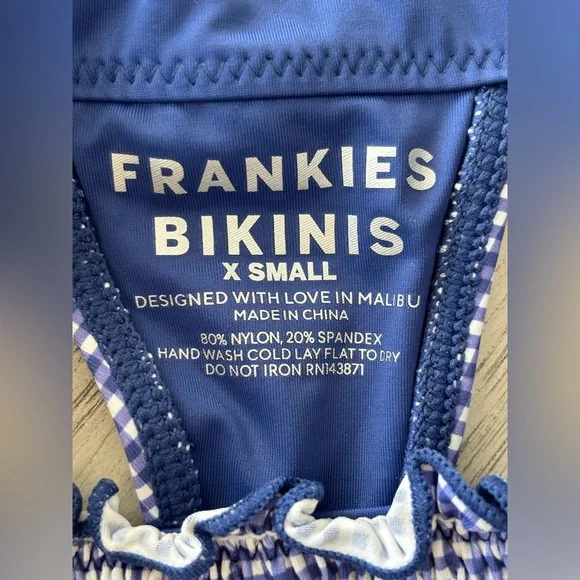 FRANKIES
BIKINIS
X SMALL
DESIGNED WITH LOVE IN MALIBU
MADE IN CHINA
80% NYLON, 20% SPANDEX
HAND WASH COLD LAY FLAT TO DRY
DO NOT IRON RN143871